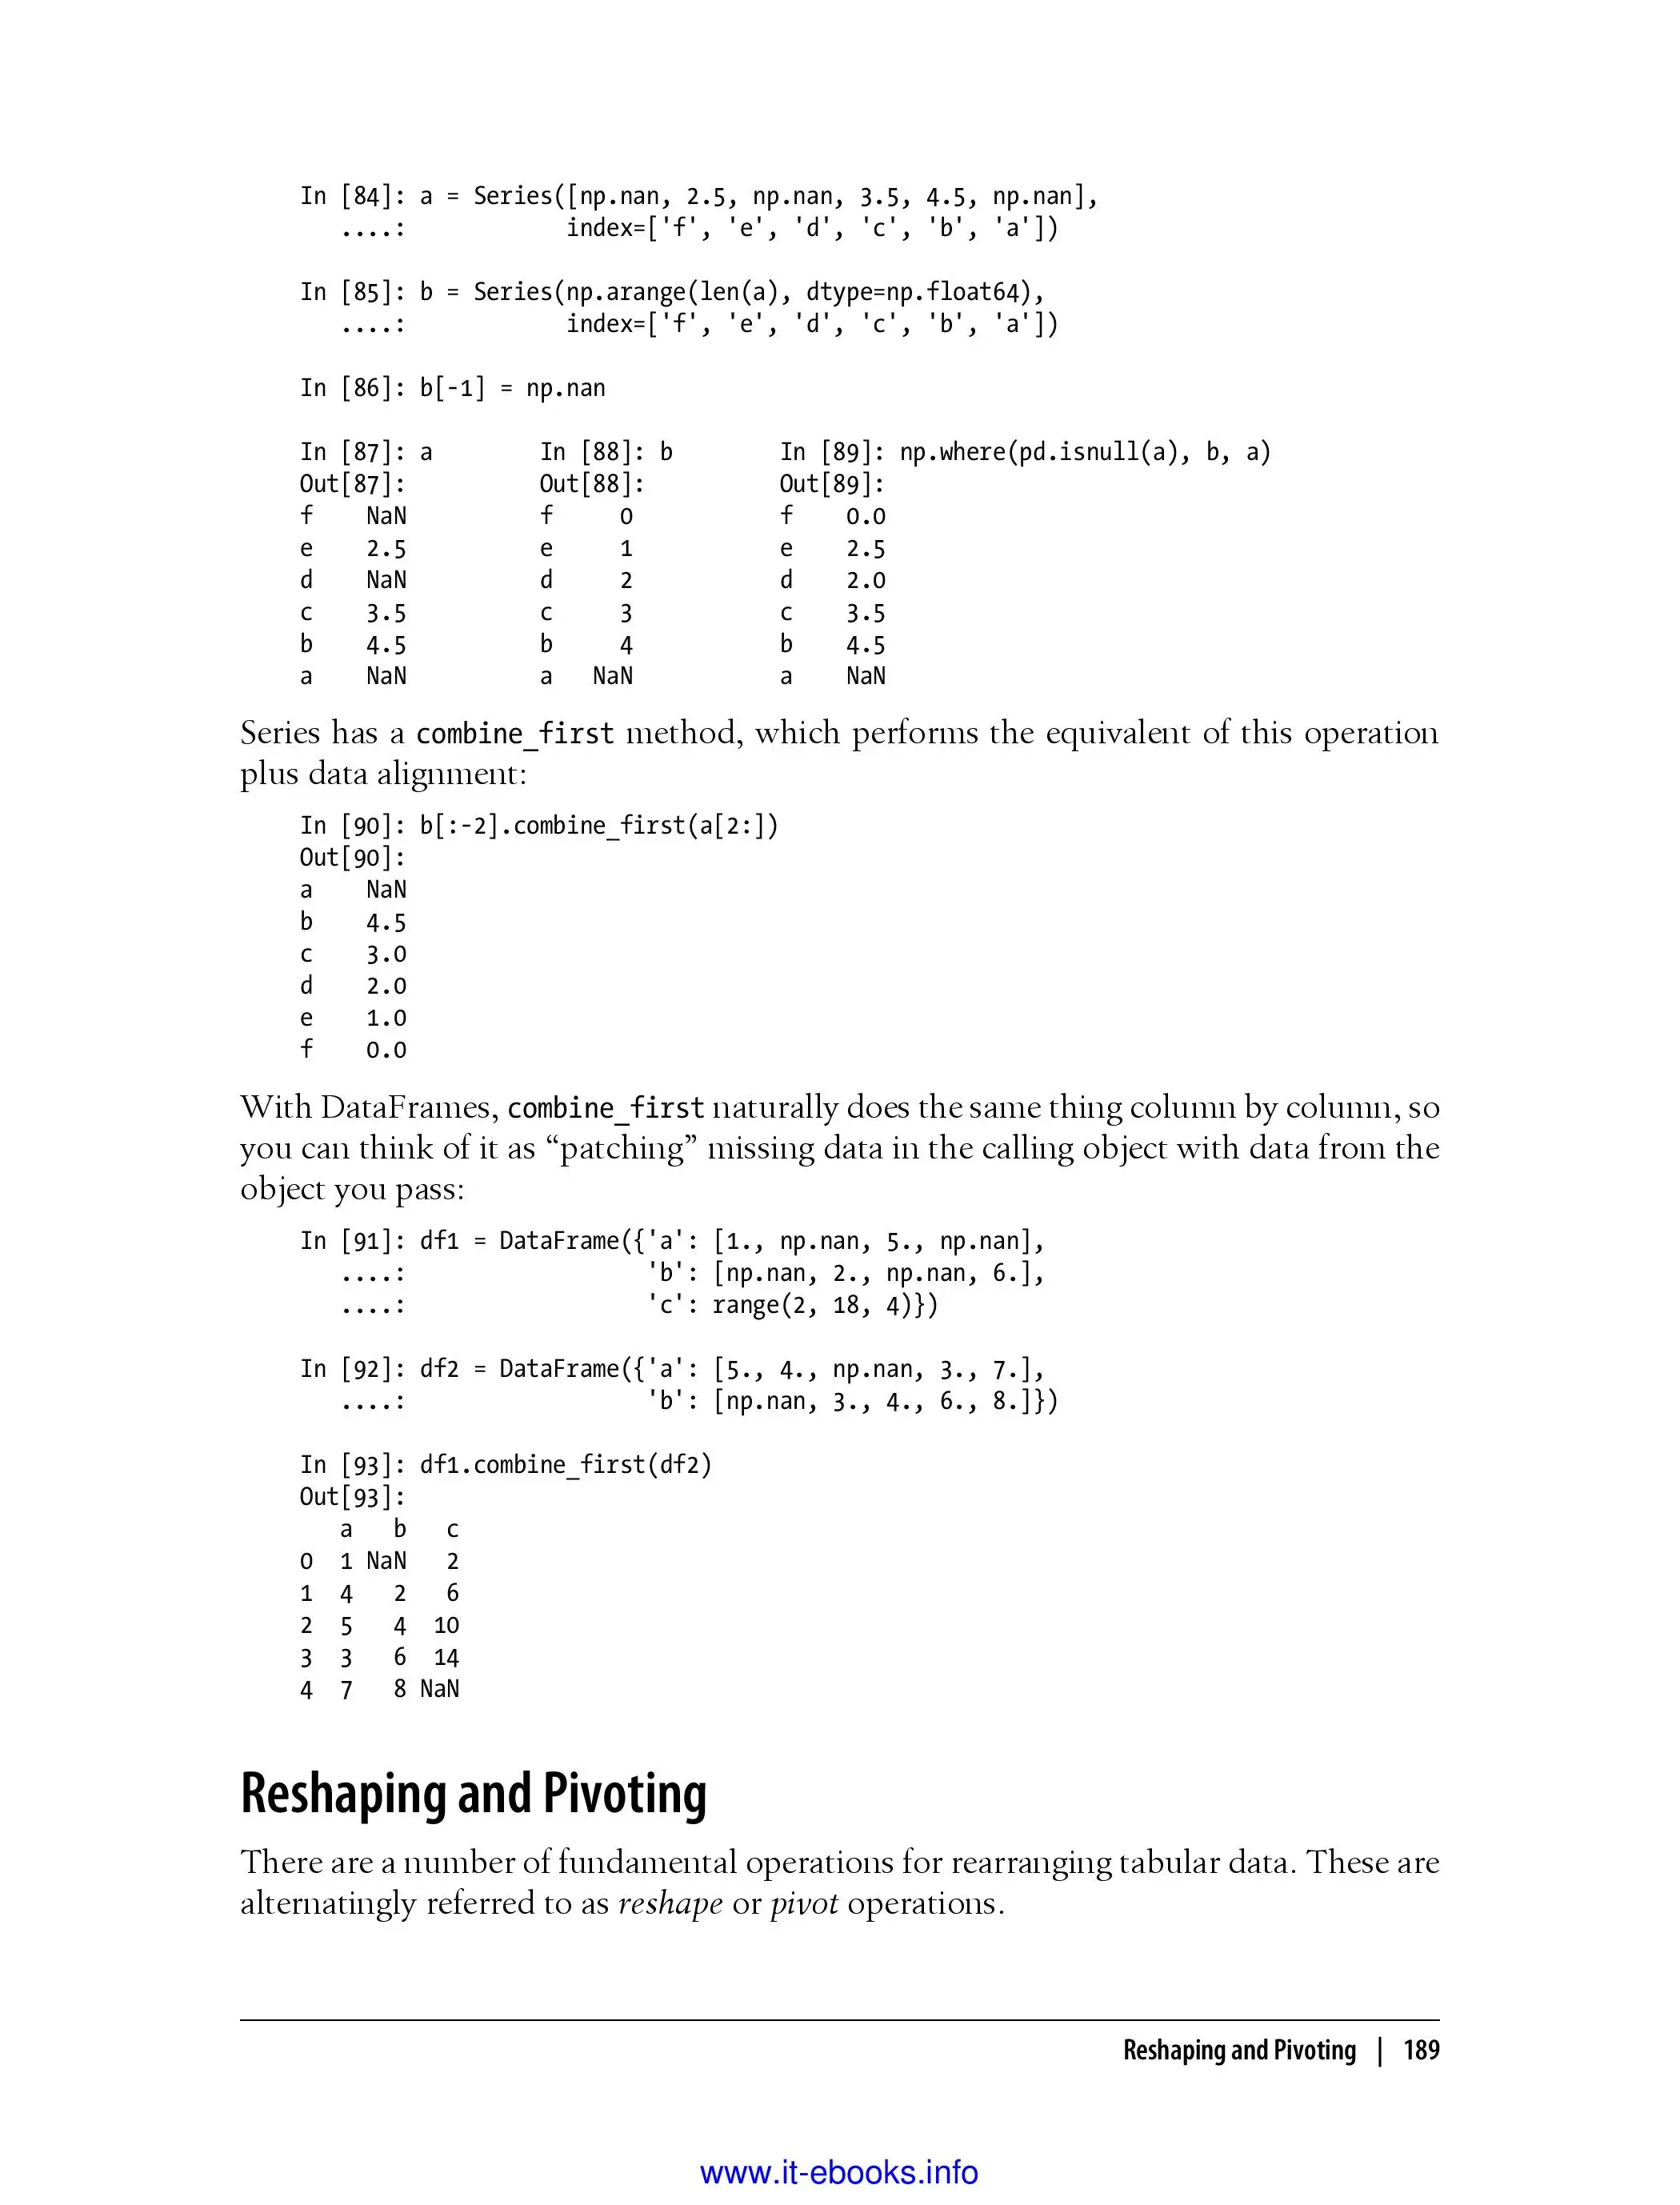 In [84]: a = Series([np.nan, 2.5, np.nan, 3.5, 4.5, np.nan],
   ....:            index=['f', 'e', 'd', 'c', 'b', 'a'])
In [85]: b = Series(np.arange(len(a), dtype=np.float64),
   ....:            index=['f', 'e', 'd', 'c', 'b', 'a'])
In [86]: b[-1] = np.nan
In [87]: a        In [88]: b        In [89]: np.where(pd.isnull(a), b, a)
Out[87]:          Out[88]:          Out[89]:
f    NaN          f     0           f    0.0
e    2.5          e     1           e    2.5
d    NaN          d     2           d    2.0
c    3.5          c     3           c    3.5
b    4.5          b     4           b    4.5
a    NaN          a   NaN           a    NaN
Series has a combine_first method, which performs the equivalent of this operation
plus data alignment:
In [90]: b[:-2].combine_first(a[2:])
Out[90]:
a    NaN
b    4.5
c    3.0
d    2.0
e    1.0
f    0.0
With DataFrames, combine_first naturally does the same thing column by column, so
you can think of it as “patching” missing data in the calling object with data from the
object you pass:
In [91]: df1 = DataFrame({'a': [1., np.nan, 5., np.nan],
   ....:                  'b': [np.nan, 2., np.nan, 6.],
   ....:                  'c': range(2, 18, 4)})
In [92]: df2 = DataFrame({'a': [5., 4., np.nan, 3., 7.],
   ....:                  'b': [np.nan, 3., 4., 6., 8.]})
In [93]: df1.combine_first(df2)
Out[93]:
   a   b   c
0  1 NaN   2
1  4   2   6
2  5   4  10
3  3   6  14
4  7   8 NaN
Reshaping and Pivoting
There are a number of fundamental operations for rearranging tabular data. These are
alternatingly referred to as reshape or pivot operations.
Reshaping and Pivoting | 189
www.it-ebooks.info